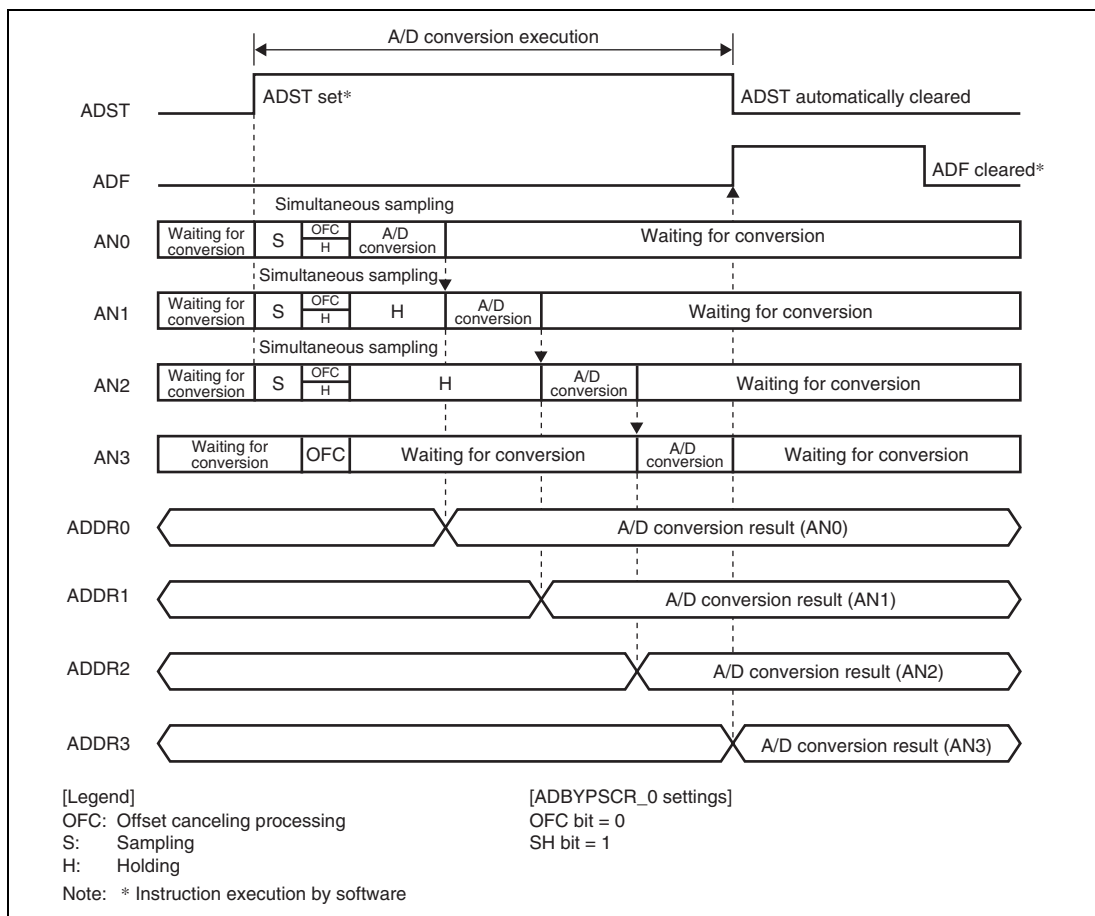 A/D conversion execution
ADST
ADST set*
ADST automatically cleared
ADF
ADF cleared*
Simultaneous sampling
AN0
Waiting for
conversion
S
OFC
H
A/D
conversion
Waiting for conversion
Simultaneous sampling
AN1
Waiting for
conversion
S
OFC
H
H
A/D
conversion
Waiting for conversion
Simultaneous sampling
AN2
Waiting for
conversion
S
OFC
H
H
A/D
conversion
Waiting for conversion
AN3
Waiting for
conversion
OFC
Waiting for conversion
A/D
conversion
Waiting for conversion
ADDR0
A/D conversion result (AN0)
ADDR1
A/D conversion result (AN1)
ADDR2
A/D conversion result (AN2)
ADDR3
A/D conversion result (AN3)
[Legend]
OFC: Offset canceling processing
S: Sampling
H: Holding
Note: * Instruction execution by software
[ADBYPSCR_0 settings]
OFC bit = 0
SH bit = 1